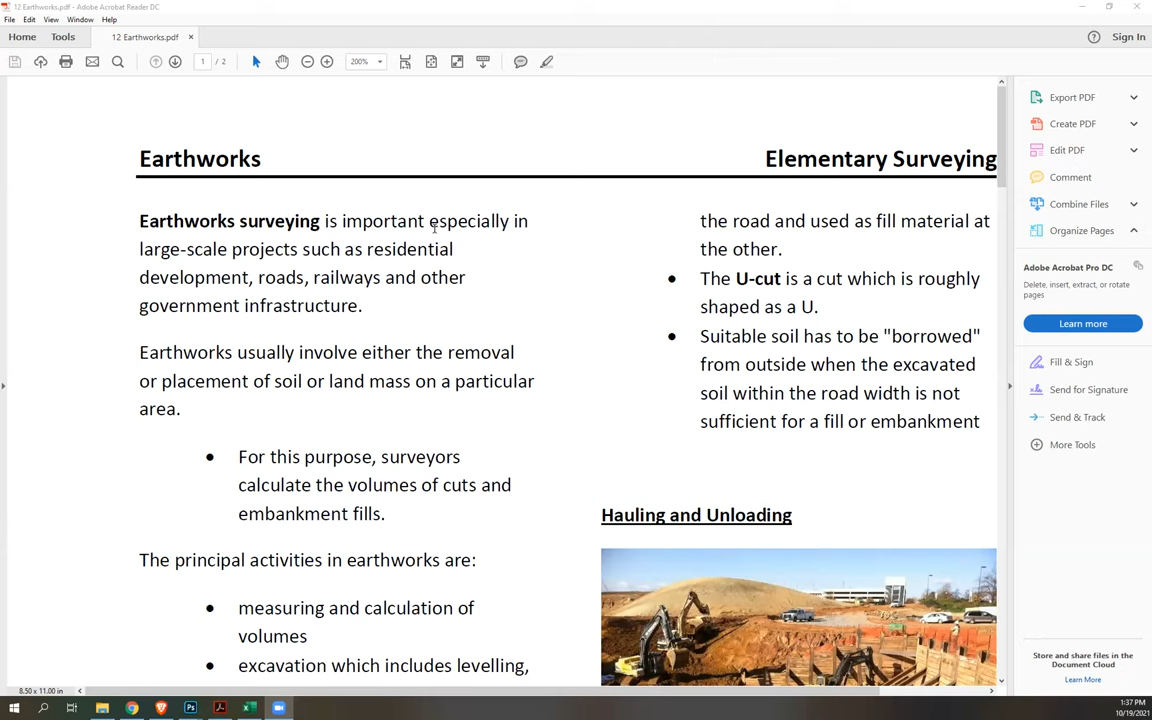 12 Earthworks.pdf - Adobe Acrobat Reader DC
File Edit View Window Help
Home Tools 12 Earthworks.pdf × Sign In
1 / 2 200%
Earthworks
Elementary Surveying
Earthworks surveying is important especially in
large-scale projects such as residential
development, roads, railways and other
government infrastructure.
Earthworks usually involve either the removal
or placement of soil or land mass on a particular
area.
• For this purpose, surveyors
calculate the volumes of cuts and
embankment fills.
The principal activities in earthworks are:
• measuring and calculation of
volumes
• excavation which includes levelling,
the road and used as fill material at
the other.
• The U-cut is a cut which is roughly
shaped as a U.
• Suitable soil has to be "borrowed"
from outside when the excavated
soil within the road width is not
sufficient for a fill or embankment
Hauling and Unloading
Export PDF
Create PDF
Edit PDF
Comment
Combine Files
Organize Pages
Adobe Acrobat Pro DC
Delete, insert, extract, or rotate
pages
Learn more
Fill & Sign
Send for Signature
Send & Track
More Tools
Store and share files in the
Document Cloud
Learn More
8.50 x 11.00 in
1:37 PM
10/19/2021